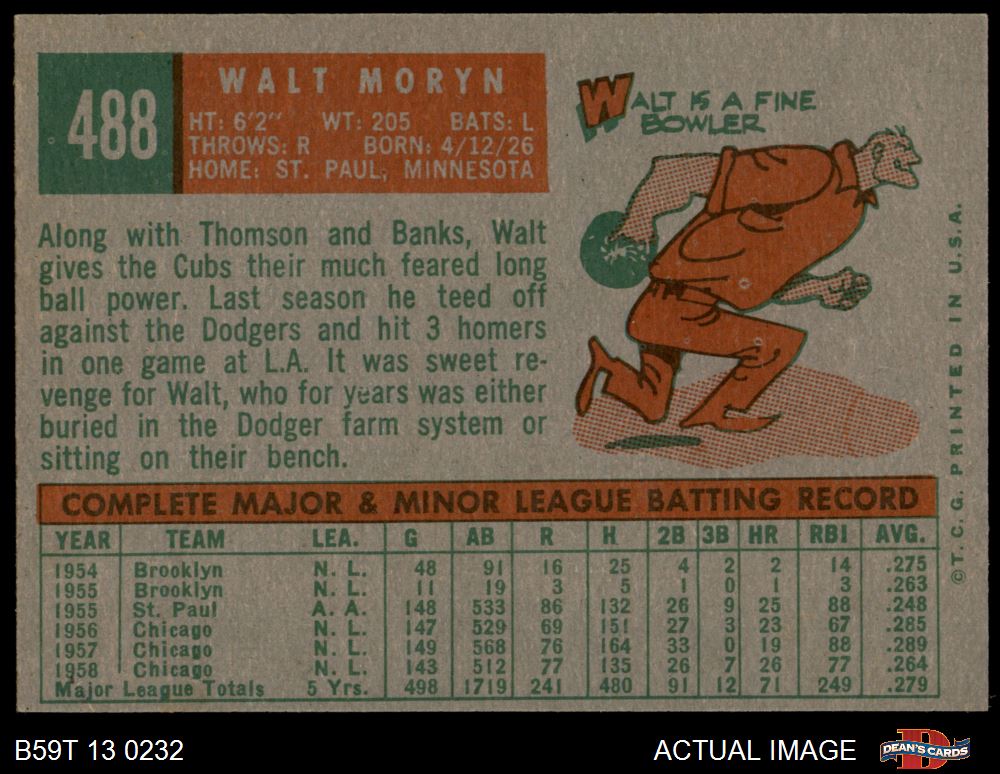 488
WALT MORYN
HT: 6'2" WT: 205 BATS: L
THROWS: R BORN: 4/12/26
HOME: ST. PAUL, MINNESOTA
WALT IS A FINE
BOWLER
Along with Thomson and Banks, Walt
gives the Cubs their much feared long
ball power. Last season he teed off
against the Dodgers and hit 3 homers
in one game at L.A. It was sweet re-
venge for Walt, who for years was either
buried in the Dodger farm system or
sitting on their bench.
COMPLETE MAJOR & MINOR LEAGUE BATTING RECORD
YEAR TEAM LEA. G AB R H 2B 3B HR RBI AVG.
1954 Brooklyn N. L. 48 91 16 25 4 2 2 14 .275
1955 Brooklyn N. L. 11 19 3 5 1 0 1 3 .263
1955 St. Paul A. A. 148 533 86 132 26 9 25 88 .248
1956 Chicago N. L. 147 529 69 151 27 3 23 67 .285
1957 Chicago N. L. 149 568 76 164 33 0 19 88 .289
1958 Chicago N. L. 143 512 77 135 26 7 26 77 .264
Major League Totals 5 Yrs. 498 1719 241 480 91 12 71 249 .279
© T. C. G. PRINTED IN U.S.A.
B59T 13 0232
ACTUAL IMAGE
DEAN'S CARDS